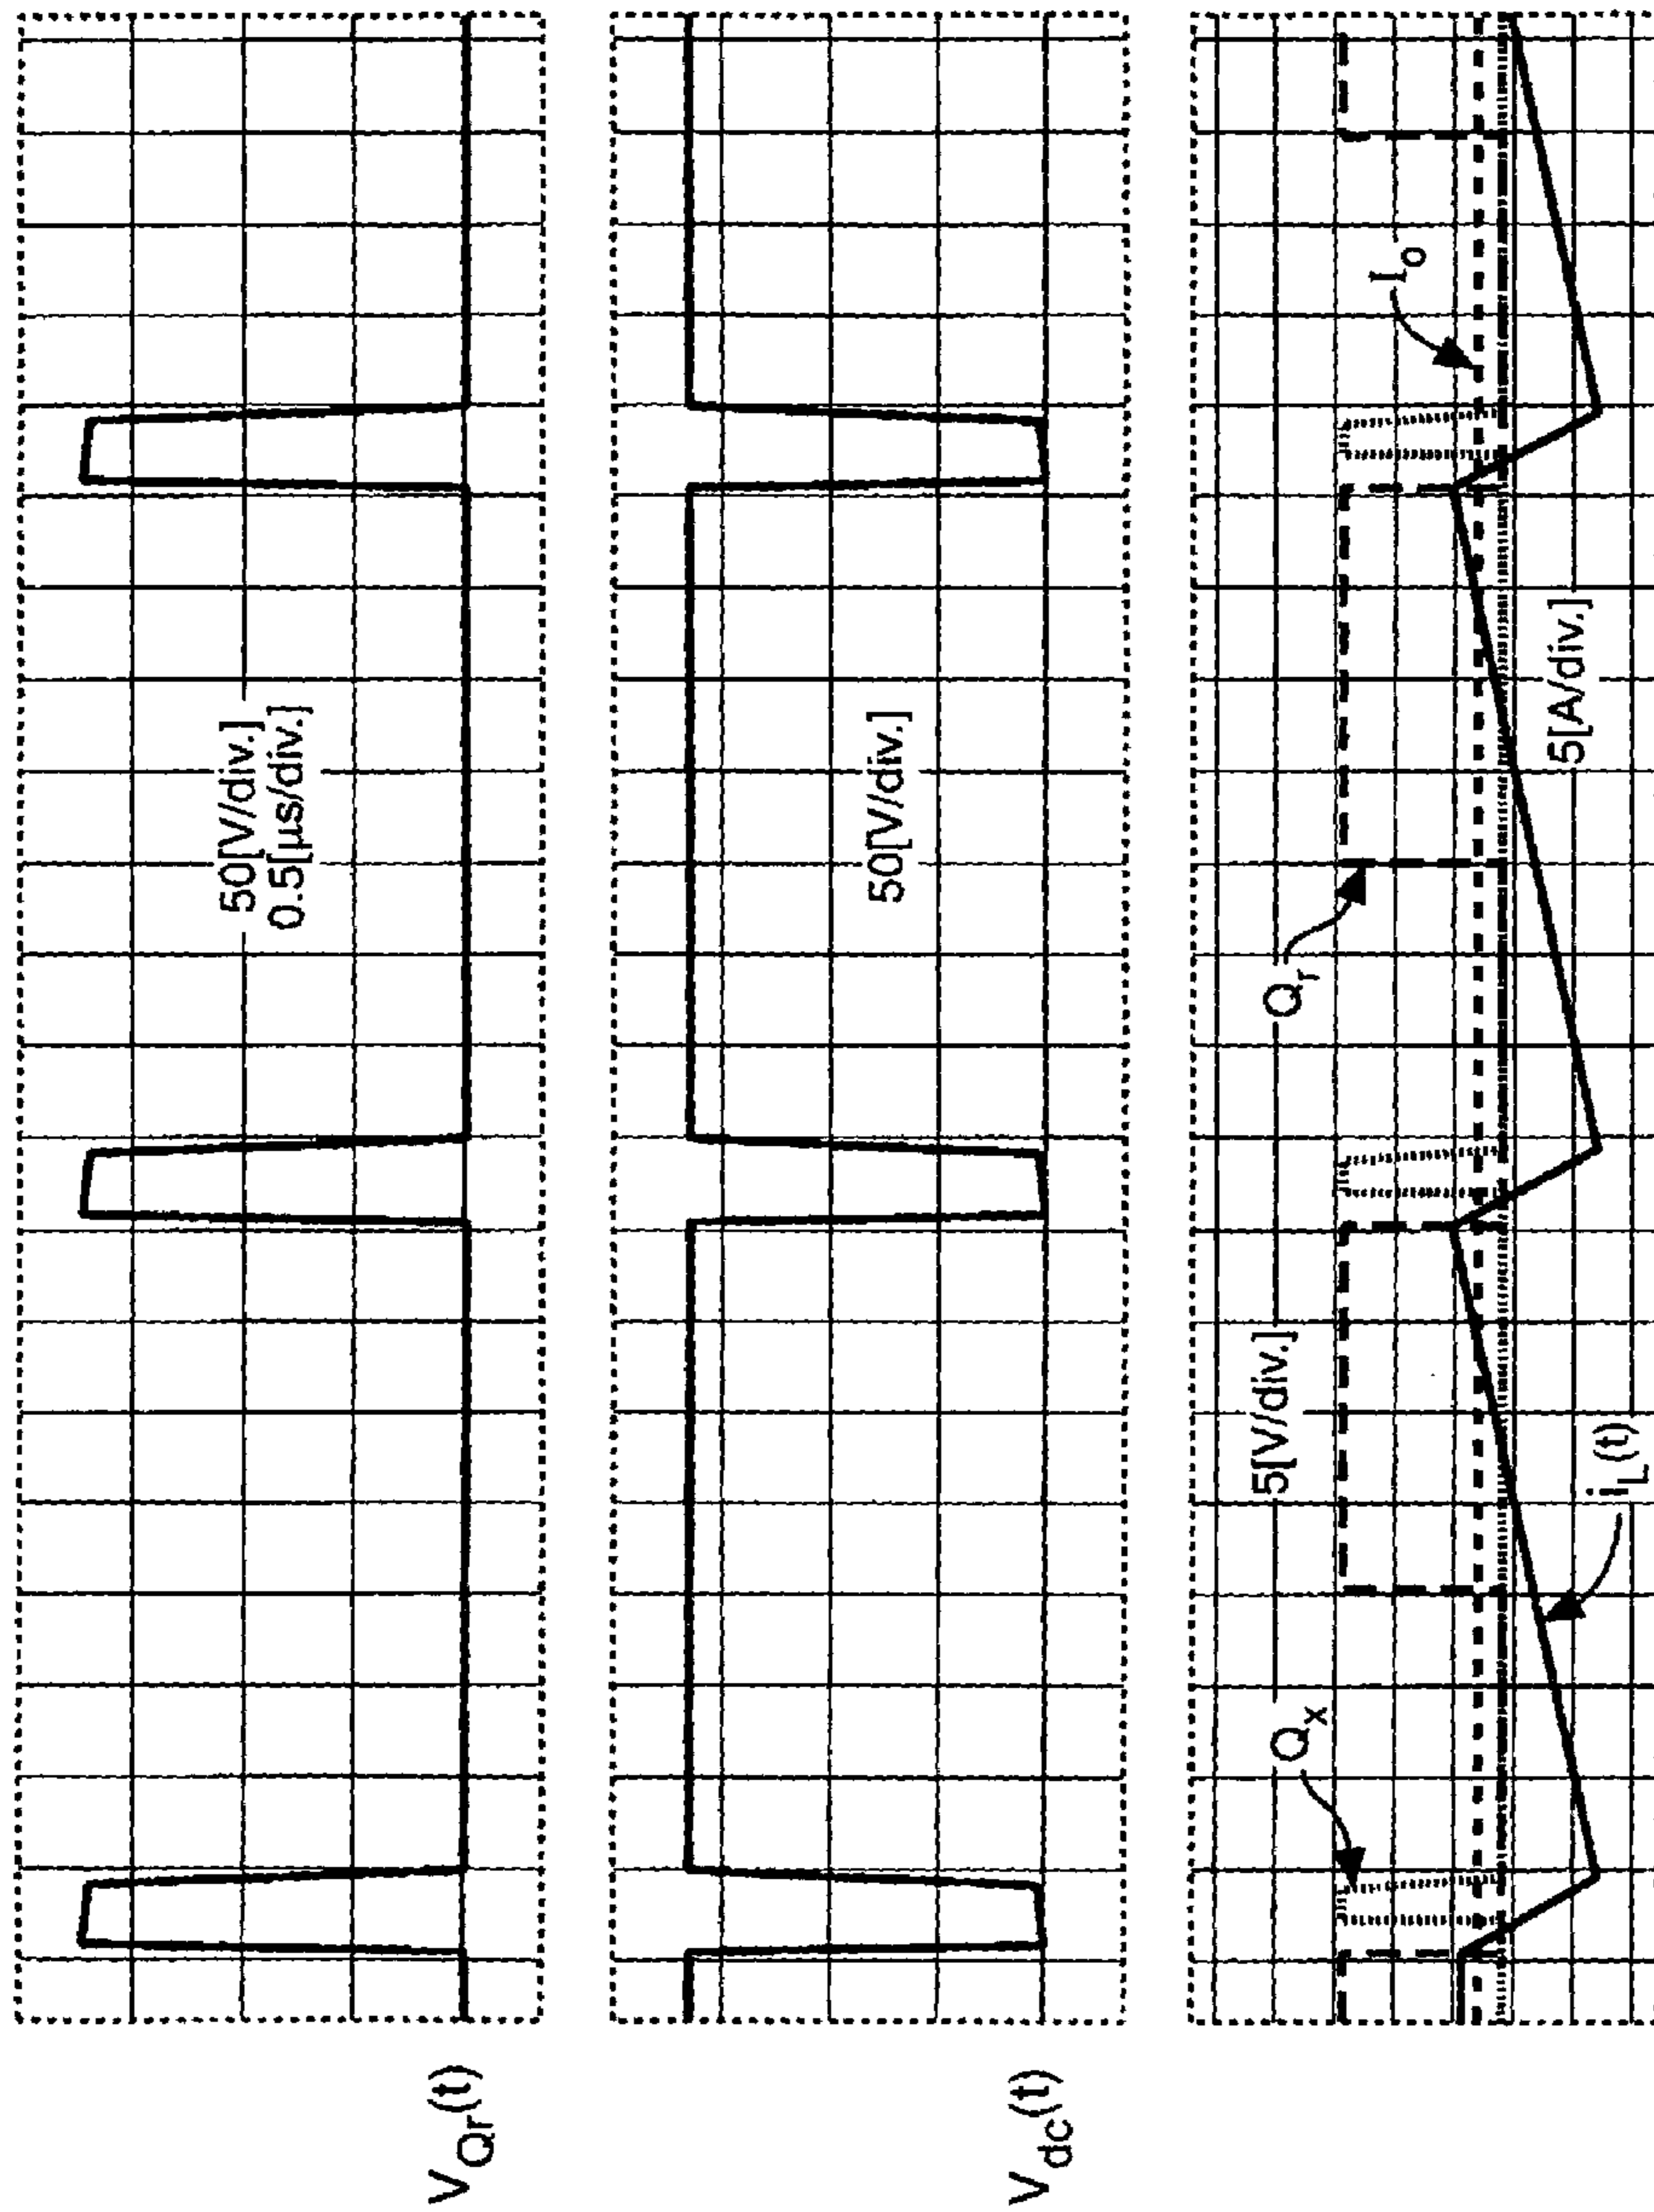 V_Qr(t)
50[V/div.]
0.5[μs/div.]
V_dc(t)
50[V/div.]
5[V/div.]
Q_x
Q_r
I_o
i_L(t)
5[A/div.]